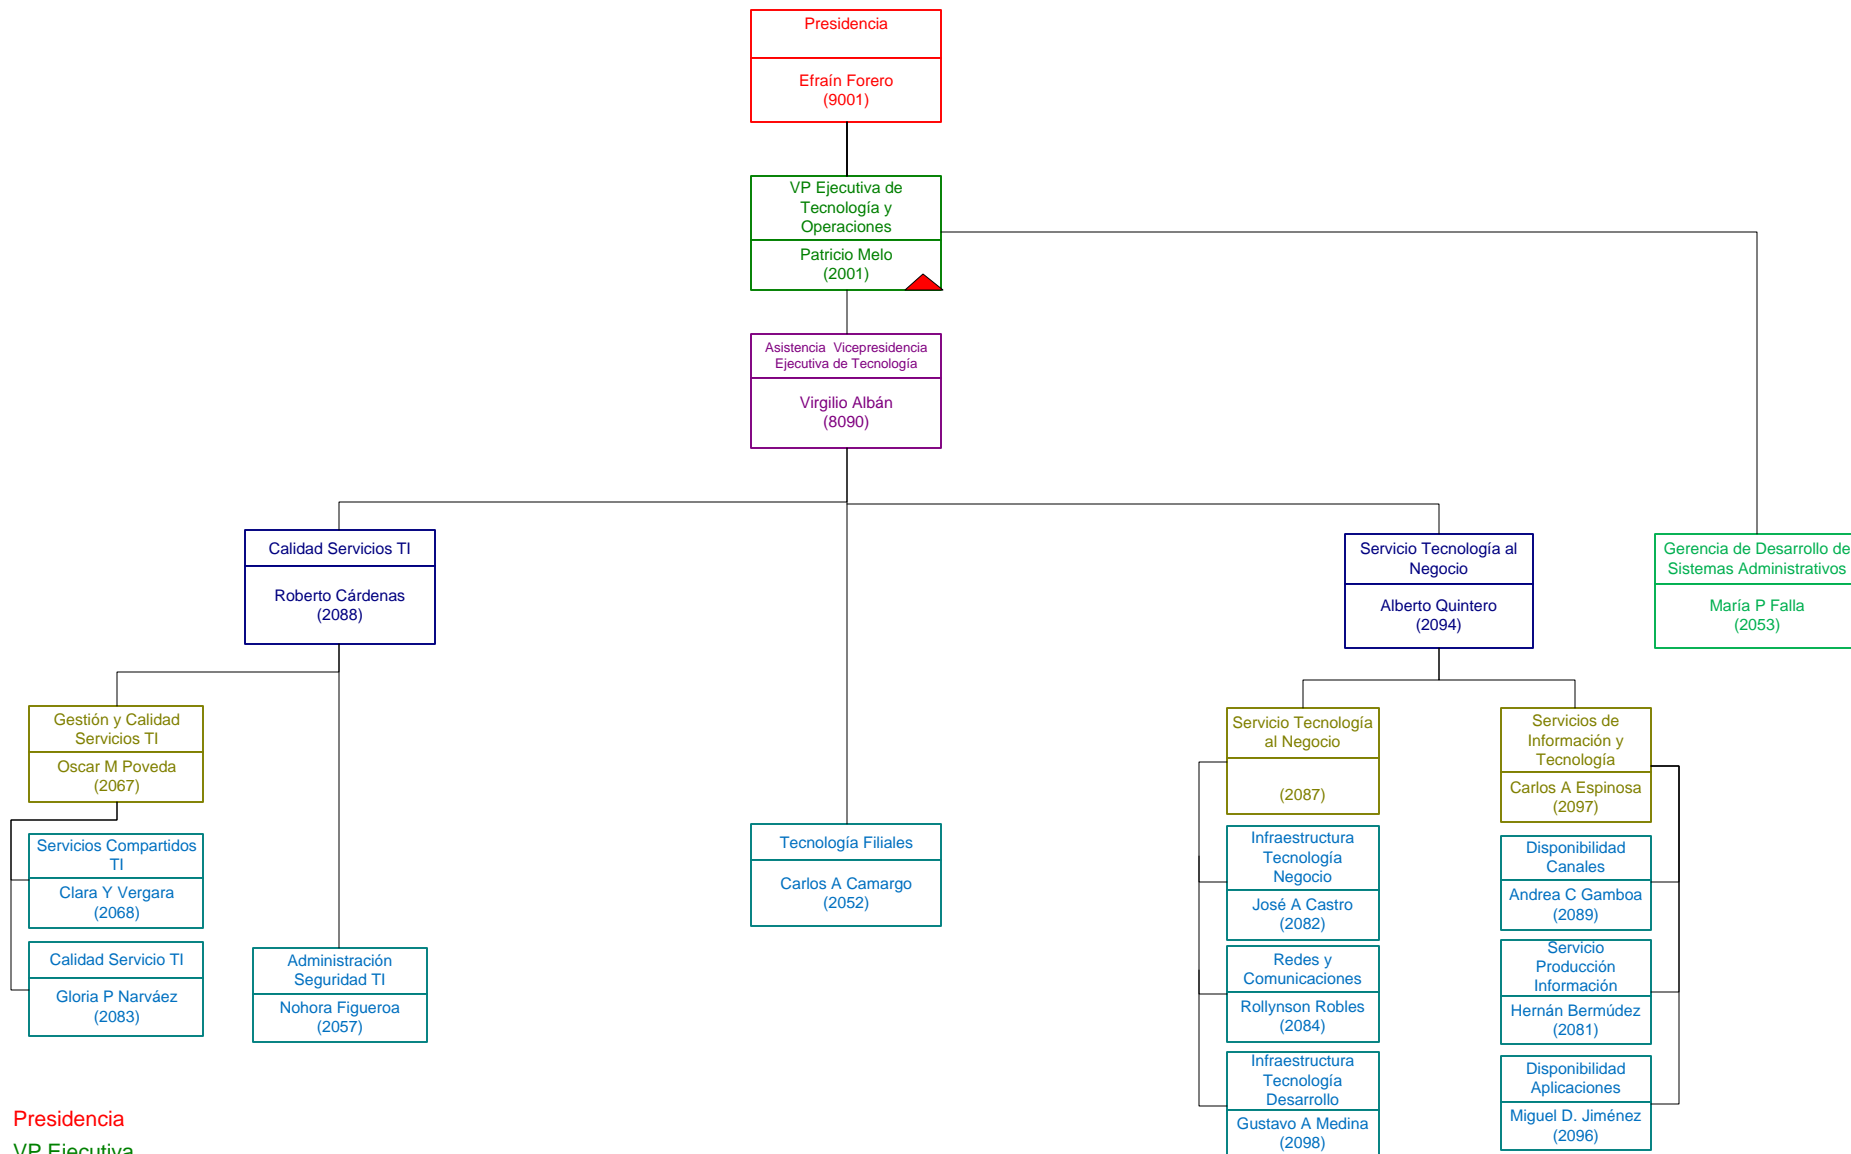 Presidencia
Efraín Forero
(9001)
VP Ejecutiva de
Tecnología y
Operaciones
Patricio Melo
(2001)
Asistencia Vicepresidencia
Ejecutiva de Tecnología
Virgilio Albán
(8090)
Calidad Servicios TI
Roberto Cárdenas
(2088)
Servicio Tecnología al
Negocio
Alberto Quintero
(2094)
Gerencia de Desarrollo de
Sistemas Administrativos
María P Falla
(2053)
Gestión y Calidad
Servicios TI
Oscar M Poveda
(2067)
Servicios Compartidos
TI
Clara Y Vergara
(2068)
Calidad Servicio TI
Gloria P Narváez
(2083)
Administración
Seguridad TI
Nohora Figueroa
(2057)
Tecnología Filiales
Carlos A Camargo
(2052)
Servicio Tecnología
al Negocio
(2087)
Infraestructura
Tecnología
Negocio
José A Castro
(2082)
Redes y
Comunicaciones
Rollynson Robles
(2084)
Infraestructura
Tecnología
Desarrollo
Gustavo A Medina
(2098)
Servicios de
Información y
Tecnología
Carlos A Espinosa
(2097)
Disponibilidad
Canales
Andrea C Gamboa
(2089)
Servicio
Producción
Información
Hernán Bermúdez
(2081)
Disponibilidad
Aplicaciones
Miguel D. Jiménez
(2096)
Presidencia
VP Ejecutiva